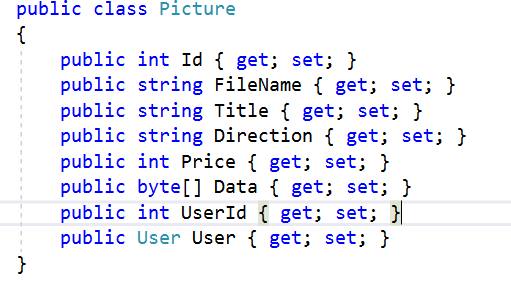 public class Picture
{
public int Id { get; set; }
public string FileName { get; set; }
public string Title { get; set; }
public string Direction { get; set; }
public int Price { get; set; }
public byte[] Data { get; set; }
public int UserId { get; set; }
public User User { get; set; }
}